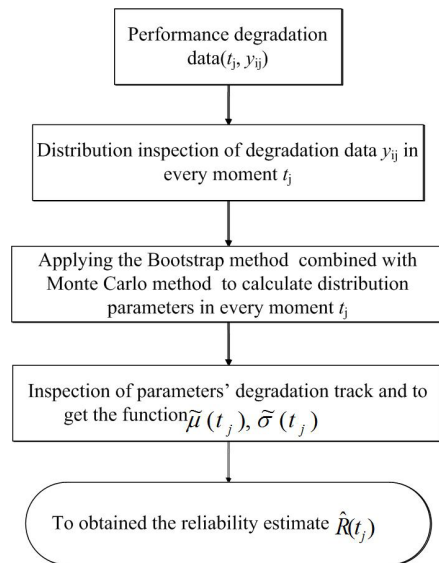 Performance degradation
data(tj, yij)
Distribution inspection of degradation data yij in
every moment tj
Applying the Bootstrap method combined with
Monte Carlo method to calculate distribution
parameters in every moment tj
Inspection of parameters' degradation track and to
get the function μ̃(tj), σ̃(tj)
To obtained the reliability estimate R̂(tj)